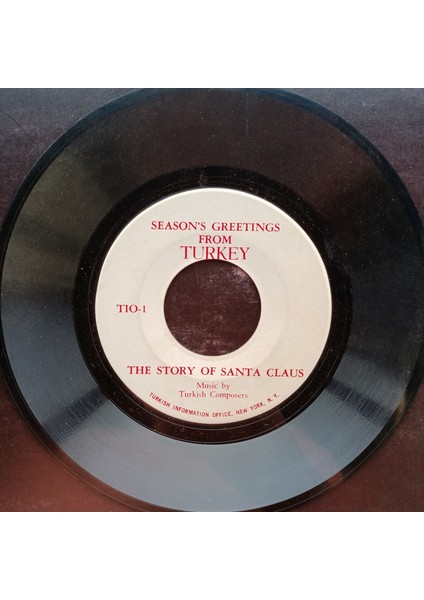 SEASON'S GREETINGS
FROM
TURKEY
TIO-1
THE STORY OF SANTA CLAUS
Music by
Turkish Composers
TURKISH INFORMATION OFFICE, NEW YORK, N. Y.